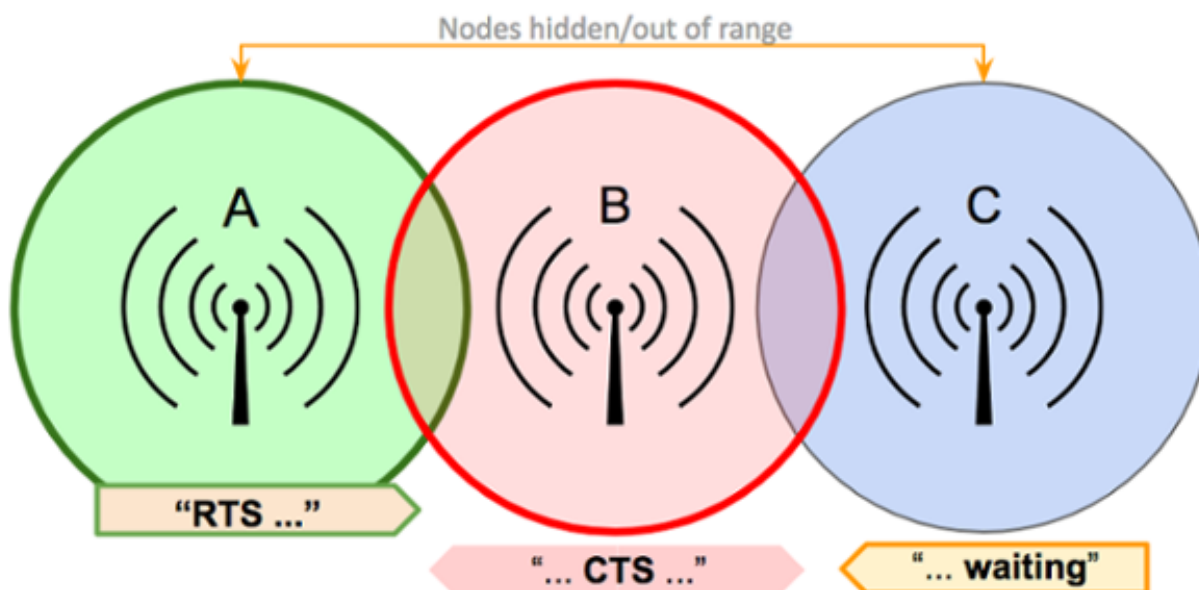 Nodes hidden/out of range
A
B
C
“RTS ...”
“... CTS ...”
“... waiting”